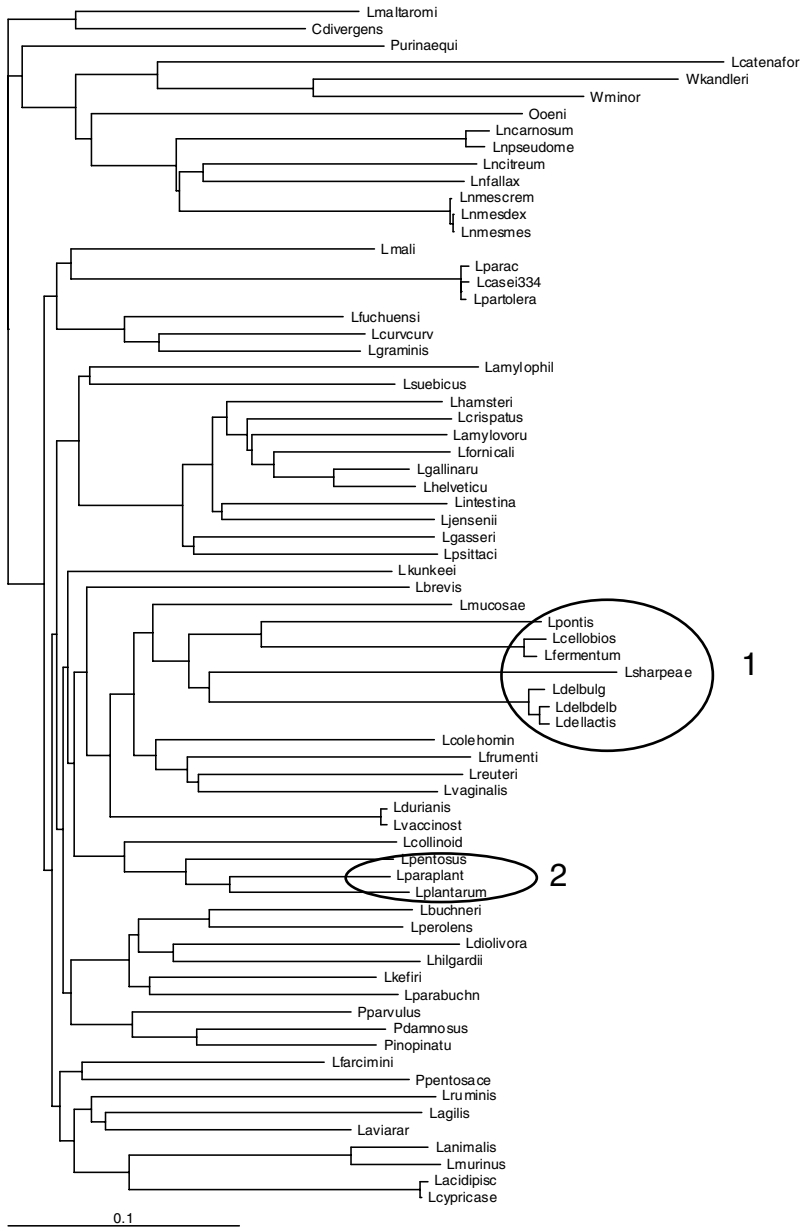 Lmaltaromi
Cdivergens
Purinaequi
Lcatenafor
Wkandleri
Wminor
Ooeni
Lncarnosum
Lnpseudome
Lncitreum
Lnfallax
Lnmescrem
Lnmesdex
Lnmesmes
Lmali
Lparac
Lcasei334
Lpartolera
Lfuchuensi
Lcurvcurv
Lgraminis
Lamylophil
Lsuebicus
Lhamsteri
Lcrispatus
Lamylovoru
Lfornicali
Lgallinaru
Lhelveticu
Lintestina
Ljensenii
Lgasseri
Lpsittaci
Lkunkeei
Lbrevis
Lmucosae
Lpontis
Lcellobios
Lfermentum
1
Lsharpeae
Ldelbulg
Ldelbdelb
Ldellactis
Lcolehomin
Lfrumenti
Lreuteri
Lvaginalis
Ldurianis
Lvaccinost
Lcollinoid
Lpentosus
Lparaplant
2
Lplantarum
Lbuchneri
Lperolens
Ldiolivora
Lhilgardii
Lkefiri
Lparabuchn
Pparvulus
Pdamnosus
Pinopinatu
Lfarcimini
Ppentosace
Lruminis
Lagilis
Laviarar
Lanimalis
Lmurinus
Lacidipisc
Lcypricase
0.1